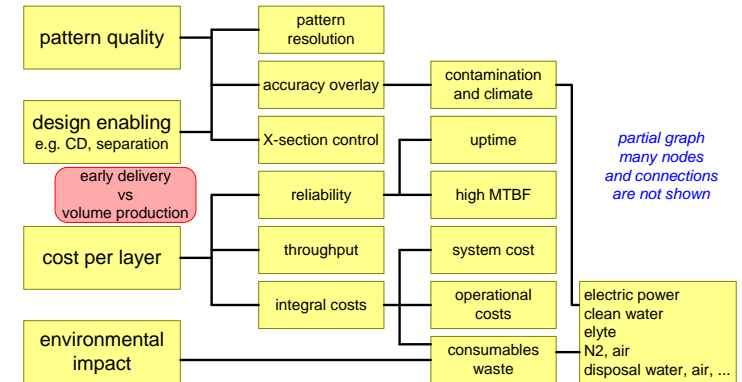 pattern quality
design enabling
e.g. CD, separation
early delivery
vs
volume production
cost per layer
environmental
impact
pattern
resolution
accuracy overlay
X-section control
reliability
throughput
integral costs
contamination
and climate
uptime
high MTBF
system cost
operational
costs
consumables
waste
partial graph
many nodes
and connections
are not shown
electric power
clean water
elyte
N2, air
disposal water, air, ...